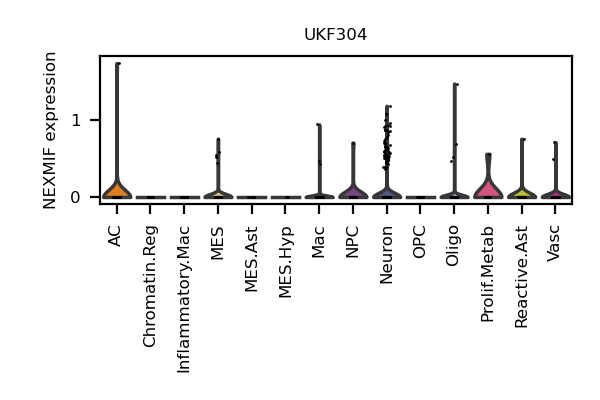 UKF304
NEXMIF expression
1
0
AC
Chromatin.Reg
Inflammatory.Mac
MES
MES.Ast
MES.Hyp
Mac
NPC
Neuron
OPC
Oligo
Prolif.Metab
Reactive.Ast
Vasc